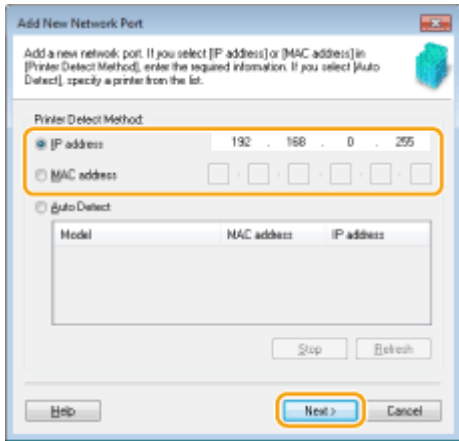 Add New Network Port
Add a new network port. If you select [IP address] or [MAC address] in
[Printer Detect Method], enter the required information. If you select [Auto
Detect], specify a printer from the list.
Printer Detect Method:
IP address 192 . 168 . 0 . 255
MAC address - - - - -
Auto Detect
Model MAC address IP address
Stop Refresh
Help Next > Cancel